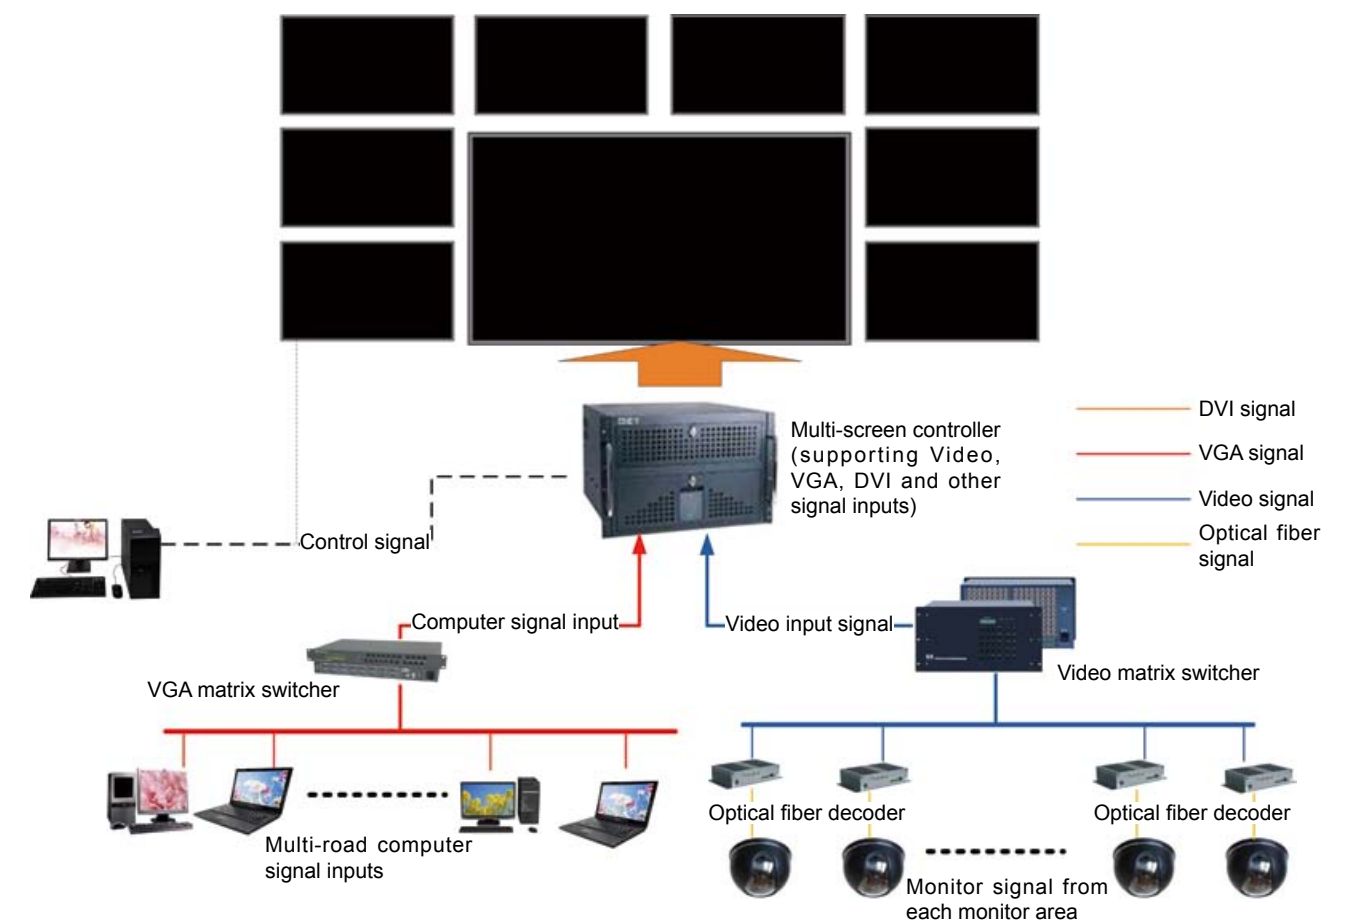 Multi-screen controller
(supporting Video,
VGA, DVI and other
signal inputs)
DVI signal
VGA signal
Video signal
Optical fiber
signal
Control signal
Computer signal input
Video input signal
VGA matrix switcher
Video matrix switcher
Optical fiber decoder
Optical fiber decoder
Multi-road computer
signal inputs
Monitor signal from
each monitor area